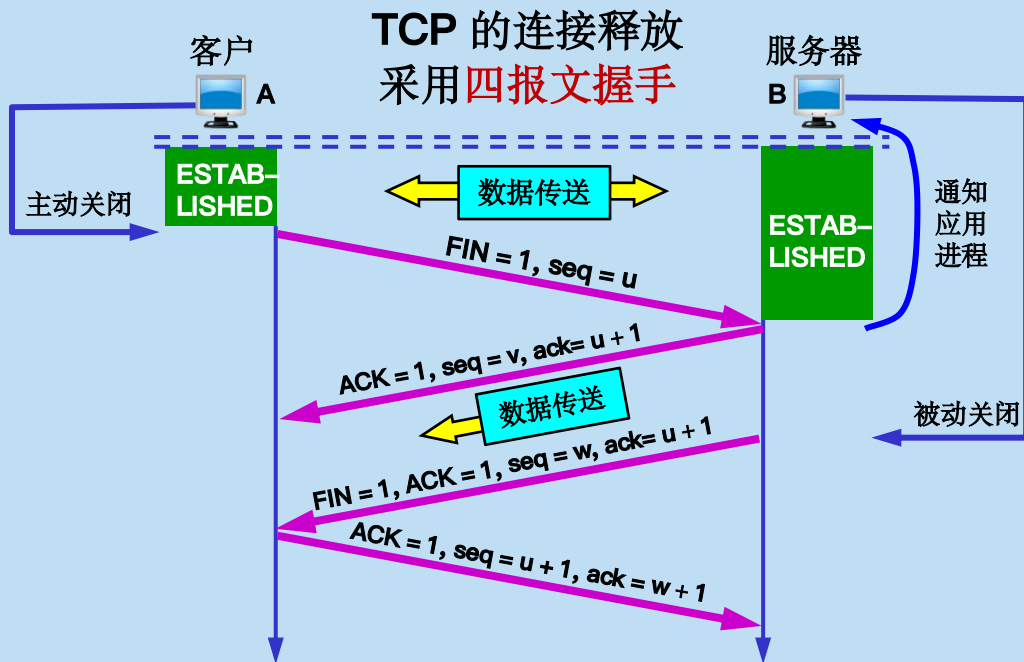 TCP 的连接释放
采用四报文握手
客户
A
服务器
B
ESTAB–
LISHED
数据传送
主动关闭
ESTAB–
LISHED
通知
应用
进程
FIN = 1, seq = u
ACK = 1, seq = v, ack= u + 1
数据传送
被动关闭
FIN = 1, ACK = 1, seq = w, ack= u + 1
ACK = 1, seq = u + 1, ack = w + 1